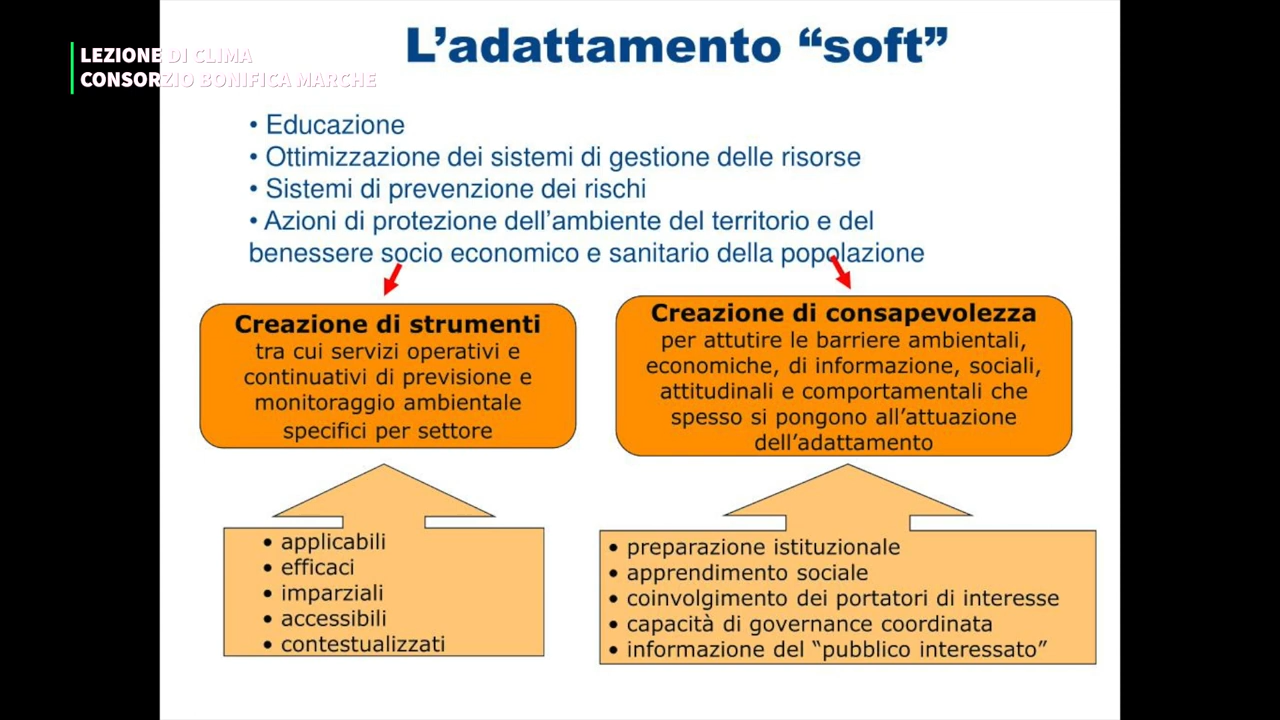 LEZIONE DI CLIMA
CONSORZIO BONIFICA MARCHE
L’adattamento “soft”
• Educazione
• Ottimizzazione dei sistemi di gestione delle risorse
• Sistemi di prevenzione dei rischi
• Azioni di protezione dell’ambiente del territorio e del
benessere socio economico e sanitario della popolazione
Creazione di strumenti
tra cui servizi operativi e
continuativi di previsione e
monitoraggio ambientale
specifici per settore
Creazione di consapevolezza
per attutire le barriere ambientali,
economiche, di informazione, sociali,
attitudinali e comportamentali che
spesso si pongono all’attuazione
dell’adattamento
• applicabili
• efficaci
• imparziali
• accessibili
• contestualizzati
• preparazione istituzionale
• apprendimento sociale
• coinvolgimento dei portatori di interesse
• capacità di governance coordinata
• informazione del “pubblico interessato”